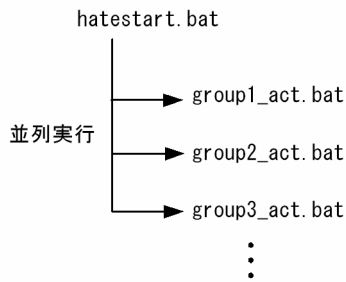 hatestart.bat
group1_act.bat
並列実行
group2_act.bat
group3_act.bat